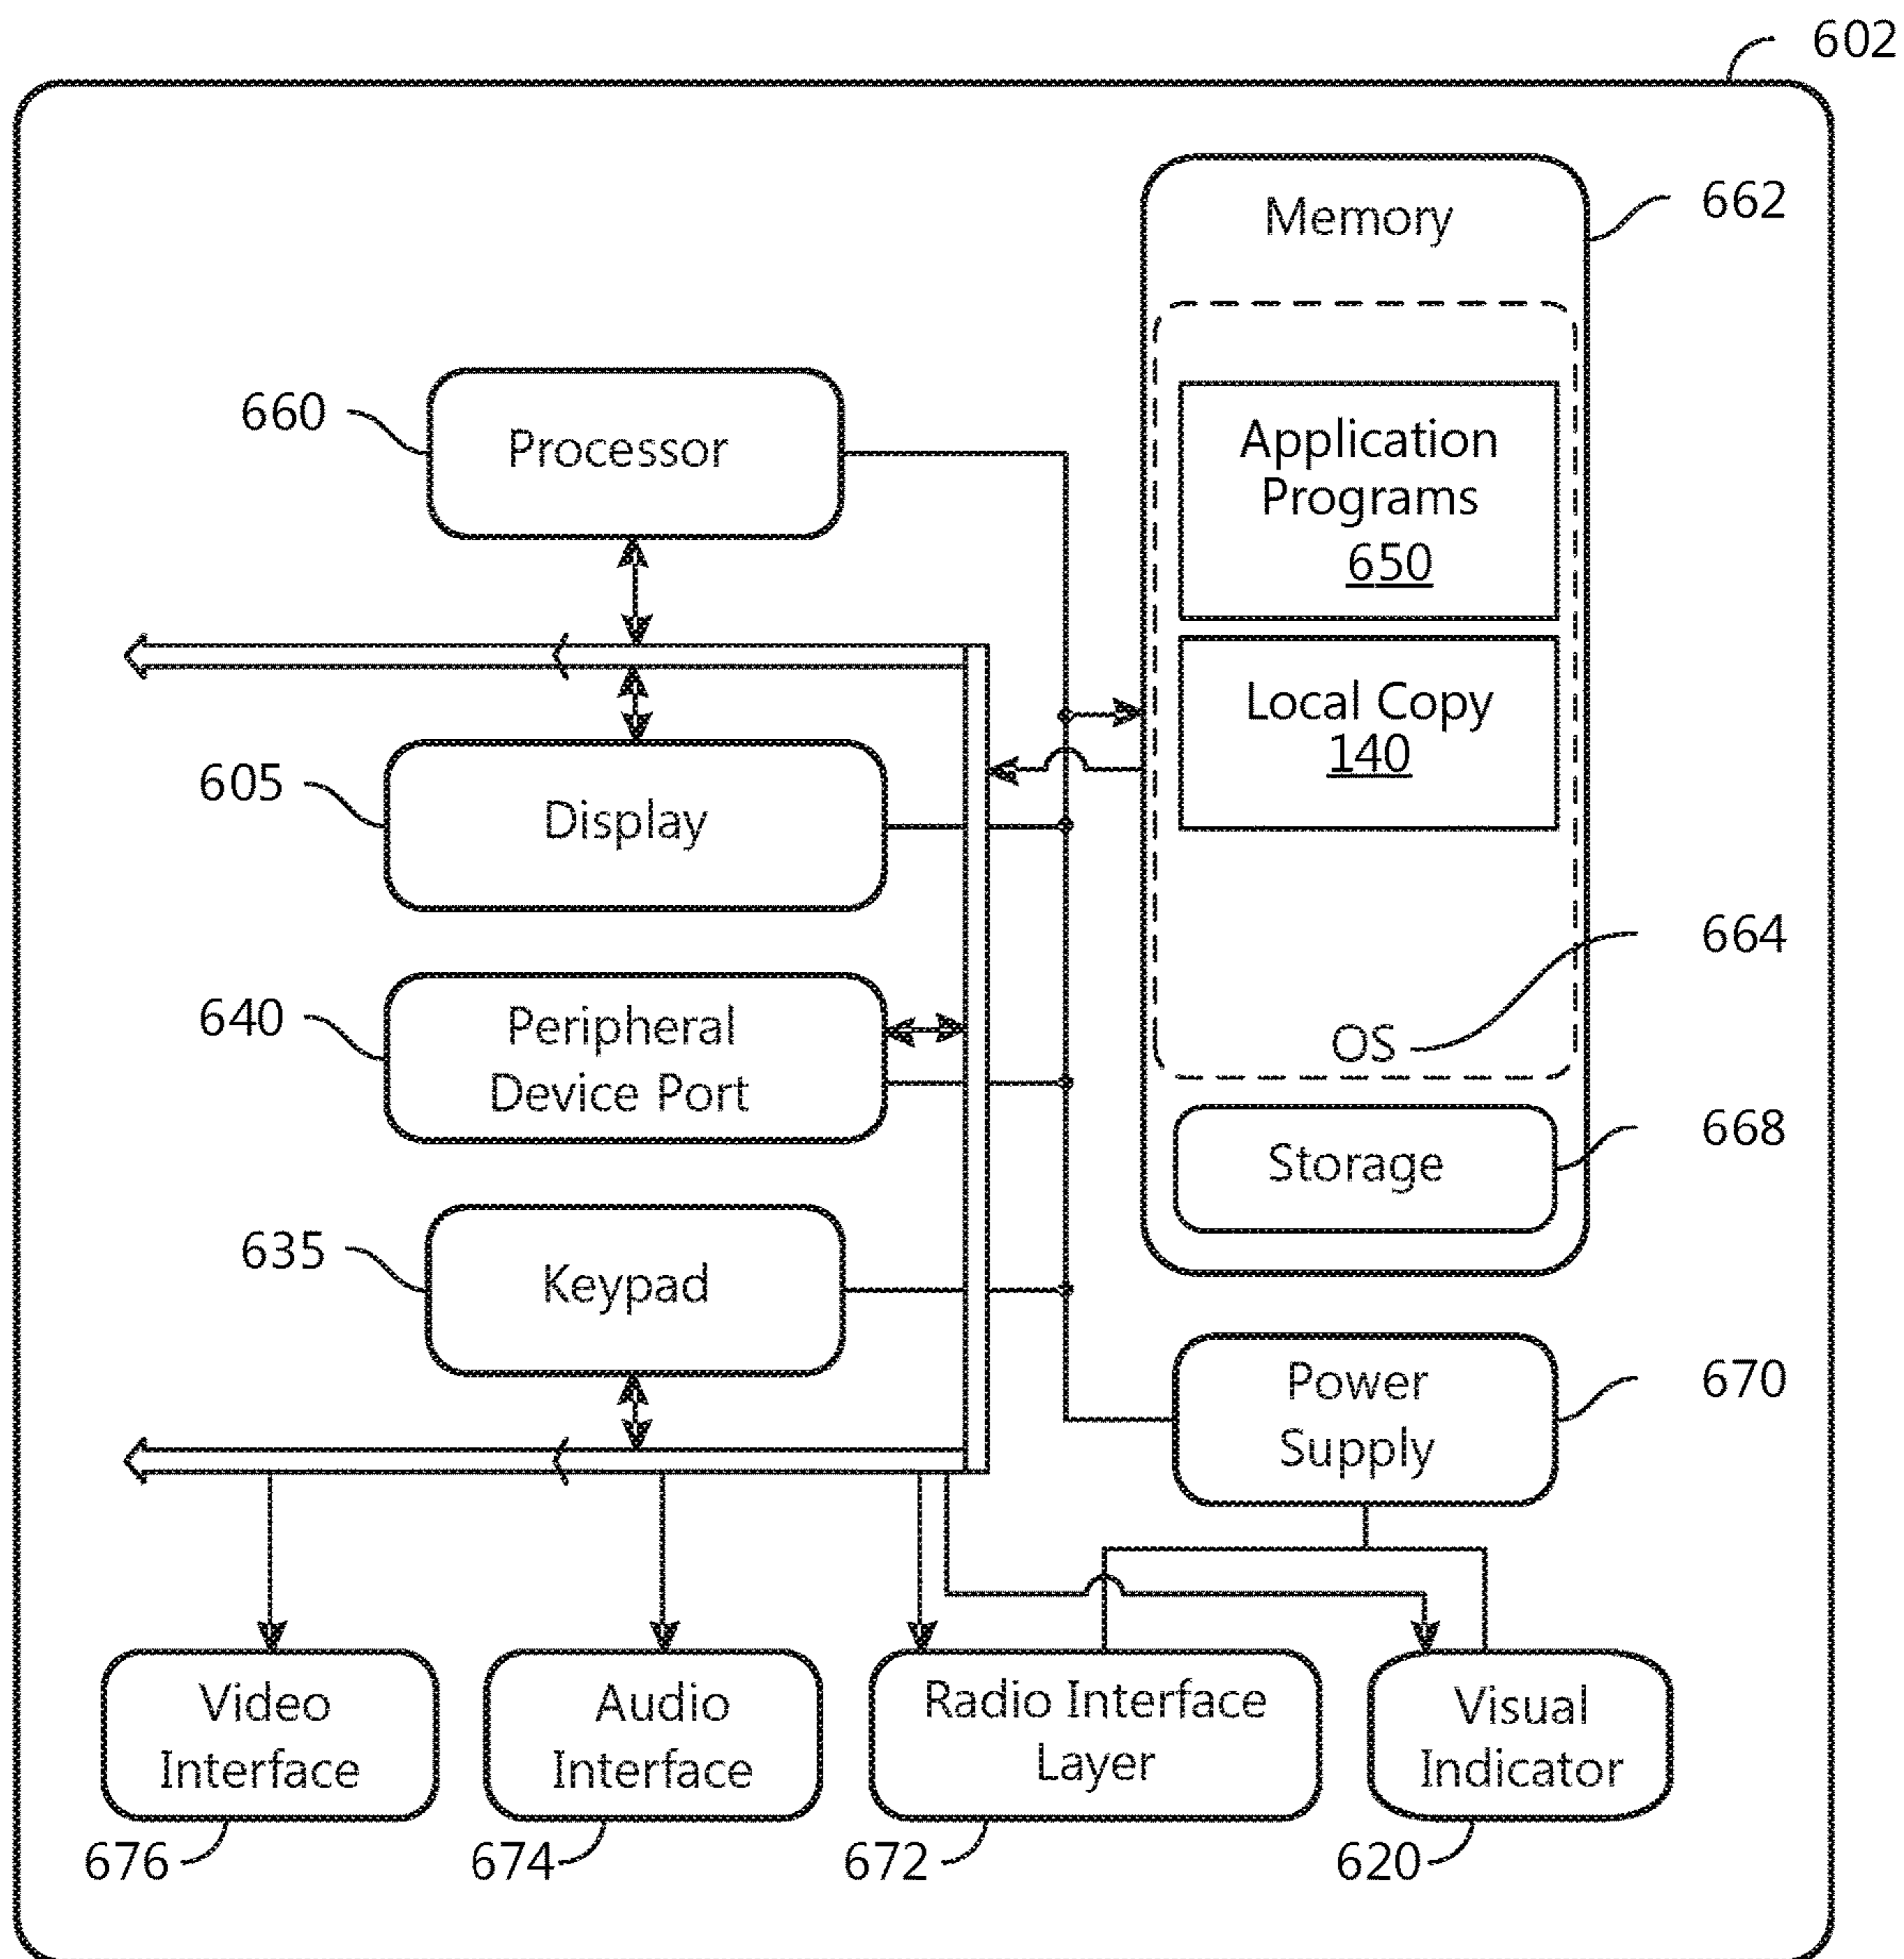 602
Memory
662
Application
Programs
650
660
Processor
Local Copy
140
605
Display
664
640
Peripheral
Device Port
OS
668
Storage
635
Keypad
Power
Supply
670
Video
Interface
Audio
Interface
Radio Interface
Layer
Visual
Indicator
676
674
672
620